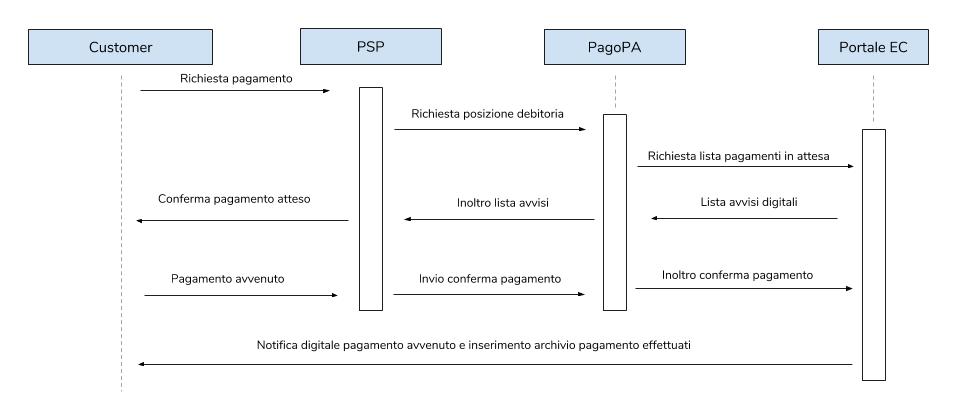 Customer
PSP
PagoPA
Portale EC
Richiesta pagamento
Richiesta posizione debitoria
Richiesta lista pagamenti in attesa
Conferma pagamento atteso
Inoltro lista avvisi
Lista avvisi digitali
Pagamento avvenuto
Invio conferma pagamento
Inoltro conferma pagamento
Notifica digitale pagamento avvenuto e inserimento archivio pagamento effettuati